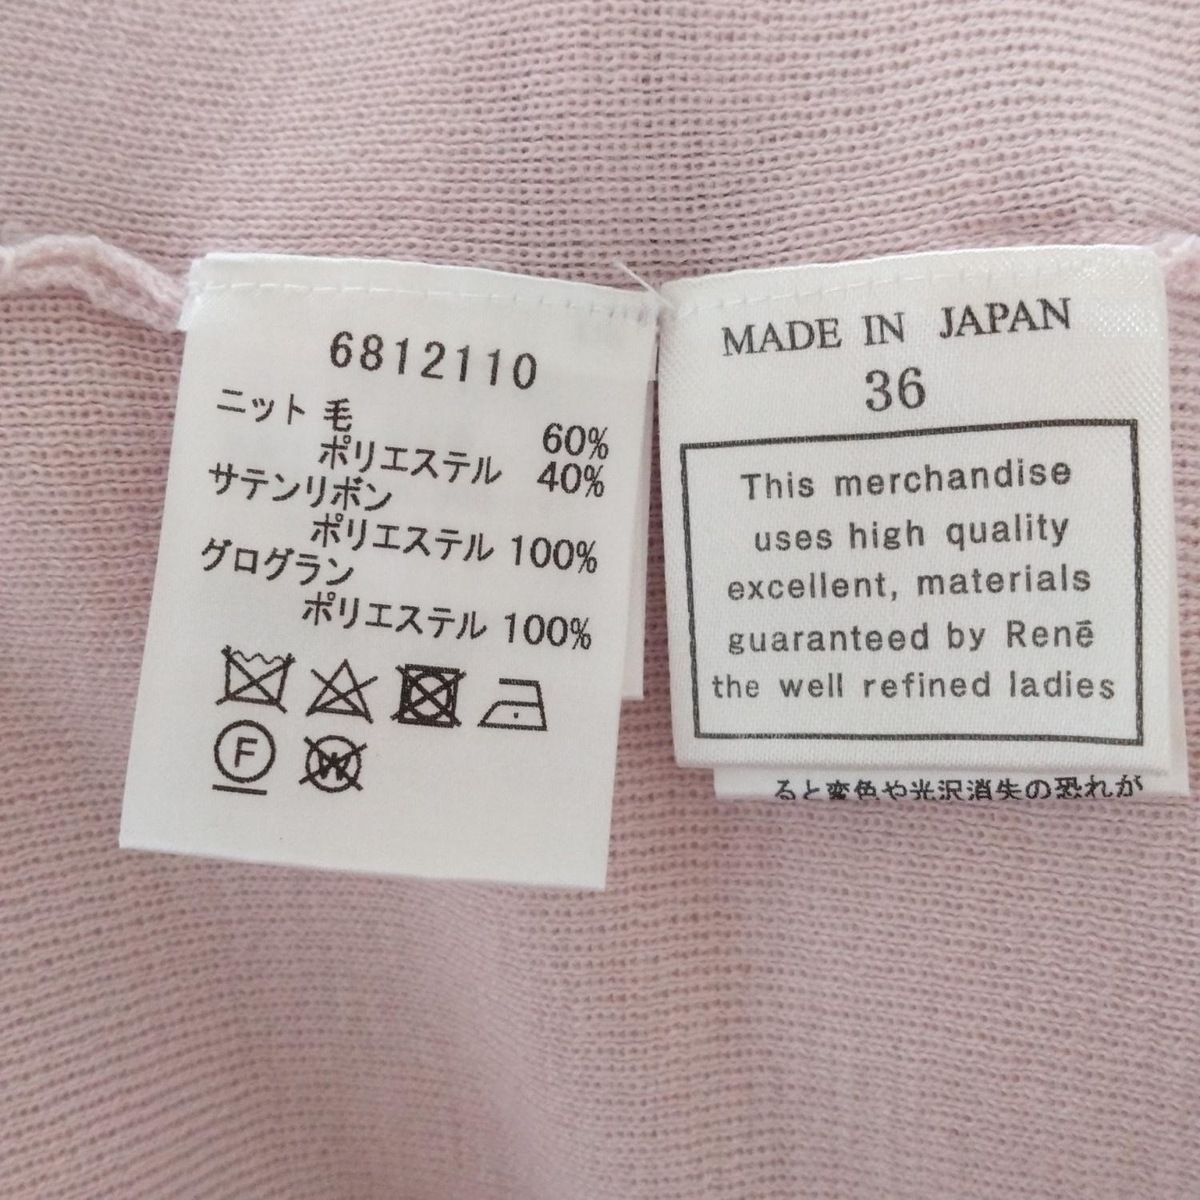 6812110
ニット 毛 60%
ポリエステル 40%
サテンリボン
ポリエステル 100%
グログラン
ポリエステル 100%
F
W
MADE IN JAPAN
36
This merchandise
uses high quality
excellent, materials
guaranteed by Renē
the well refined ladies
ると変色や光沢消失の恐れが